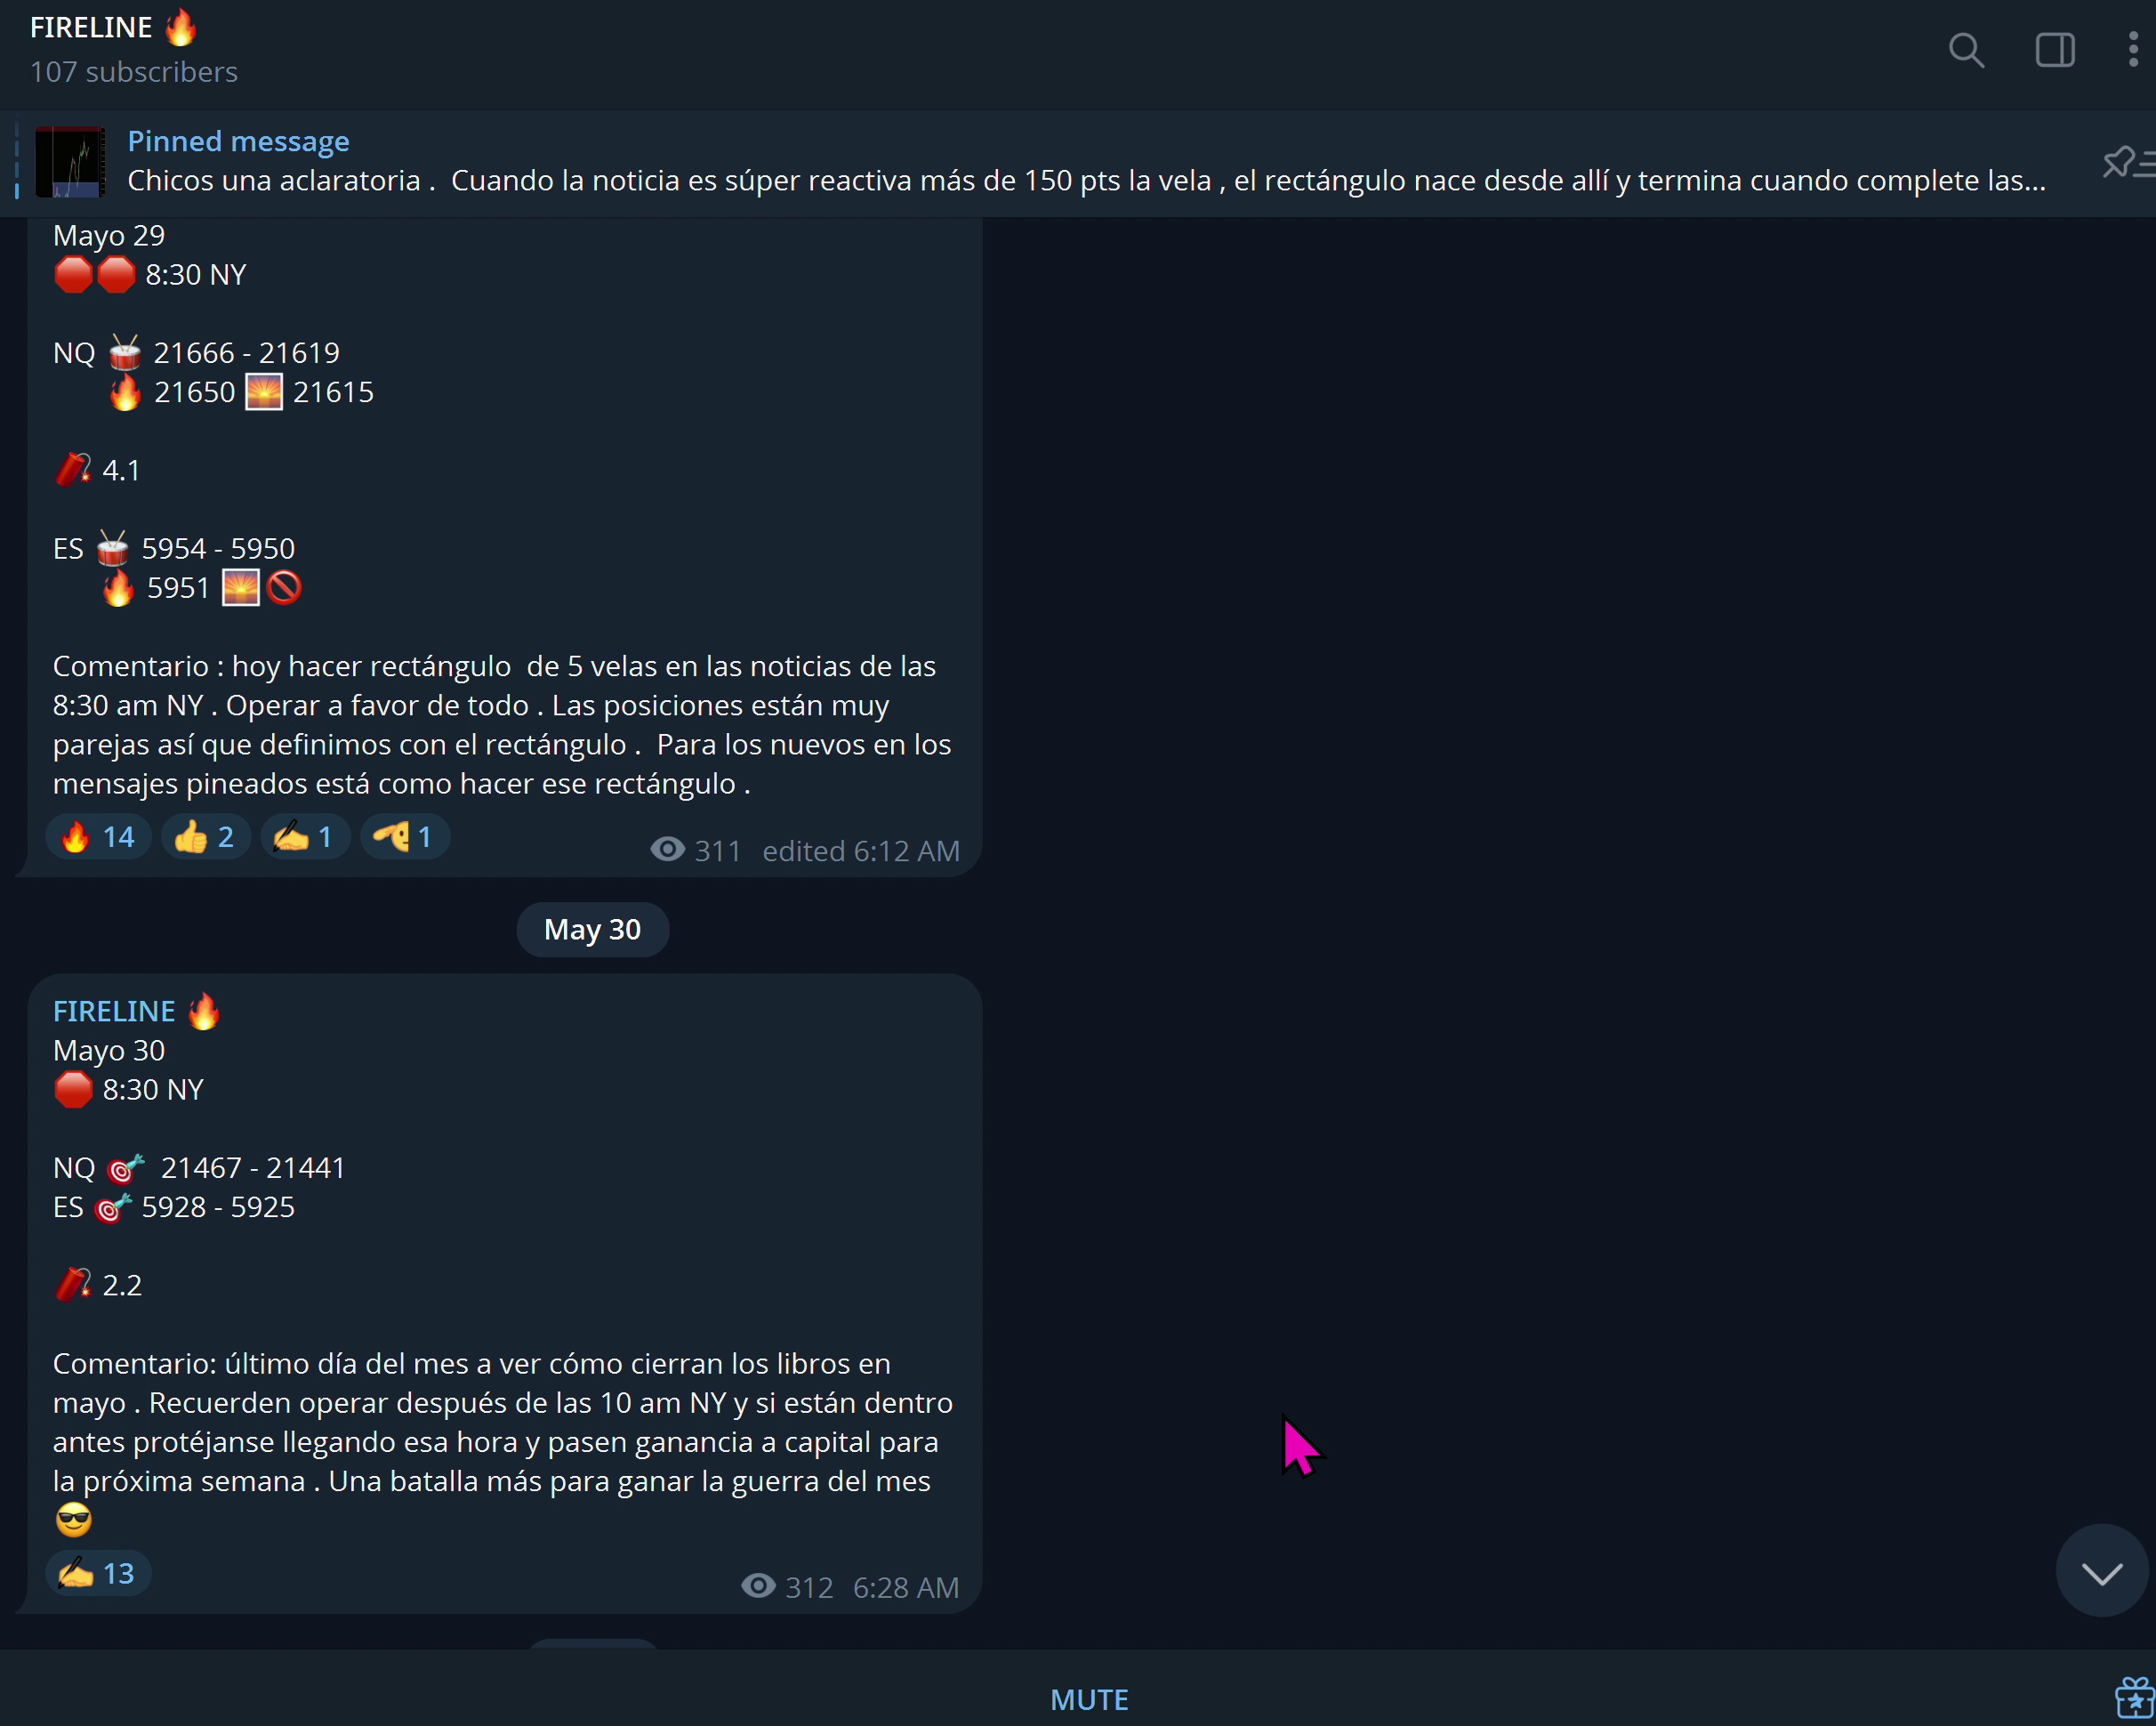 FIRELINE 🔥
107 subscribers
Pinned message
Chicos una aclaratoria .  Cuando la noticia es súper reactiva más de 150 pts la vela , el rectángulo nace desde allí y termina cuando complete las...
Mayo 29
🛑🛑 8:30 NY
NQ 🥁 21666 - 21619
🔥 21650 🌅 21615
🧨 4.1
ES 🥁 5954 - 5950
🔥 5951 🌅🚫
Comentario : hoy hacer rectángulo  de 5 velas en las noticias de las
8:30 am NY . Operar a favor de todo . Las posiciones están muy
parejas así que definimos con el rectángulo .  Para los nuevos en los
mensajes pineados está como hacer ese rectángulo .
🔥 14 👍 2 ✍️ 1 🫡 1
311 edited 6:12 AM
May 30
FIRELINE 🔥
Mayo 30
🛑 8:30 NY
NQ 🎯 21467 - 21441
ES 🎯 5928 - 5925
🧨 2.2
Comentario: último día del mes a ver cómo cierran los libros en
mayo . Recuerden operar después de las 10 am NY y si están dentro
antes protéjanse llegando esa hora y pasen ganancia a capital para
la próxima semana . Una batalla más para ganar la guerra del mes
😎
✍️ 13
312 6:28 AM
MUTE